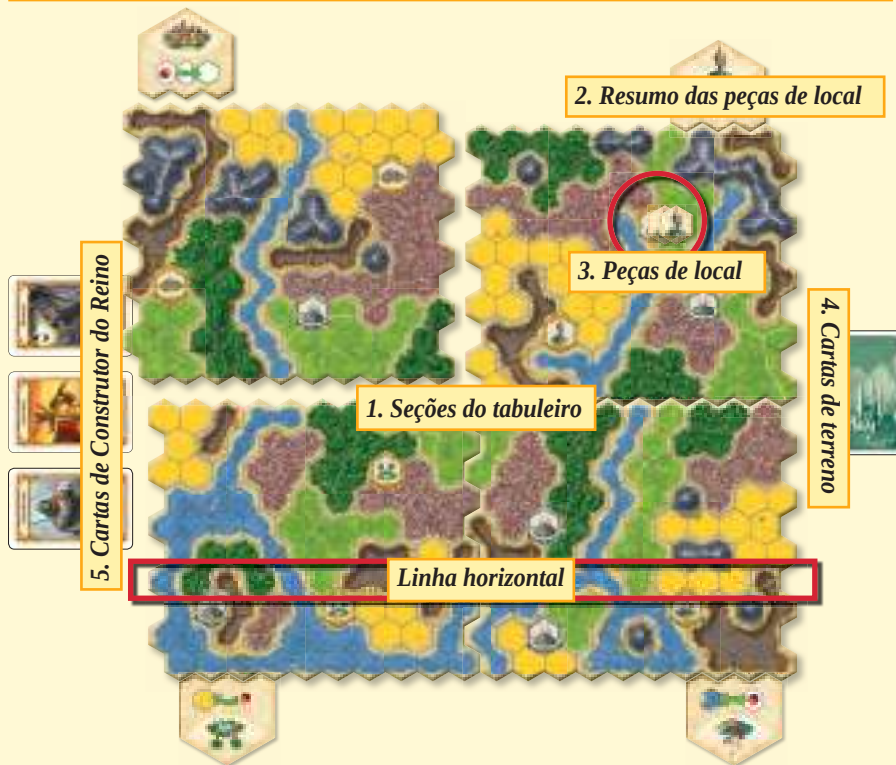 2. Resumo das peças de local
3. Peças de local
4. Cartas de terreno
5. Cartas de Construtor do Reino
1. Seções do tabuleiro
Linha horizontal